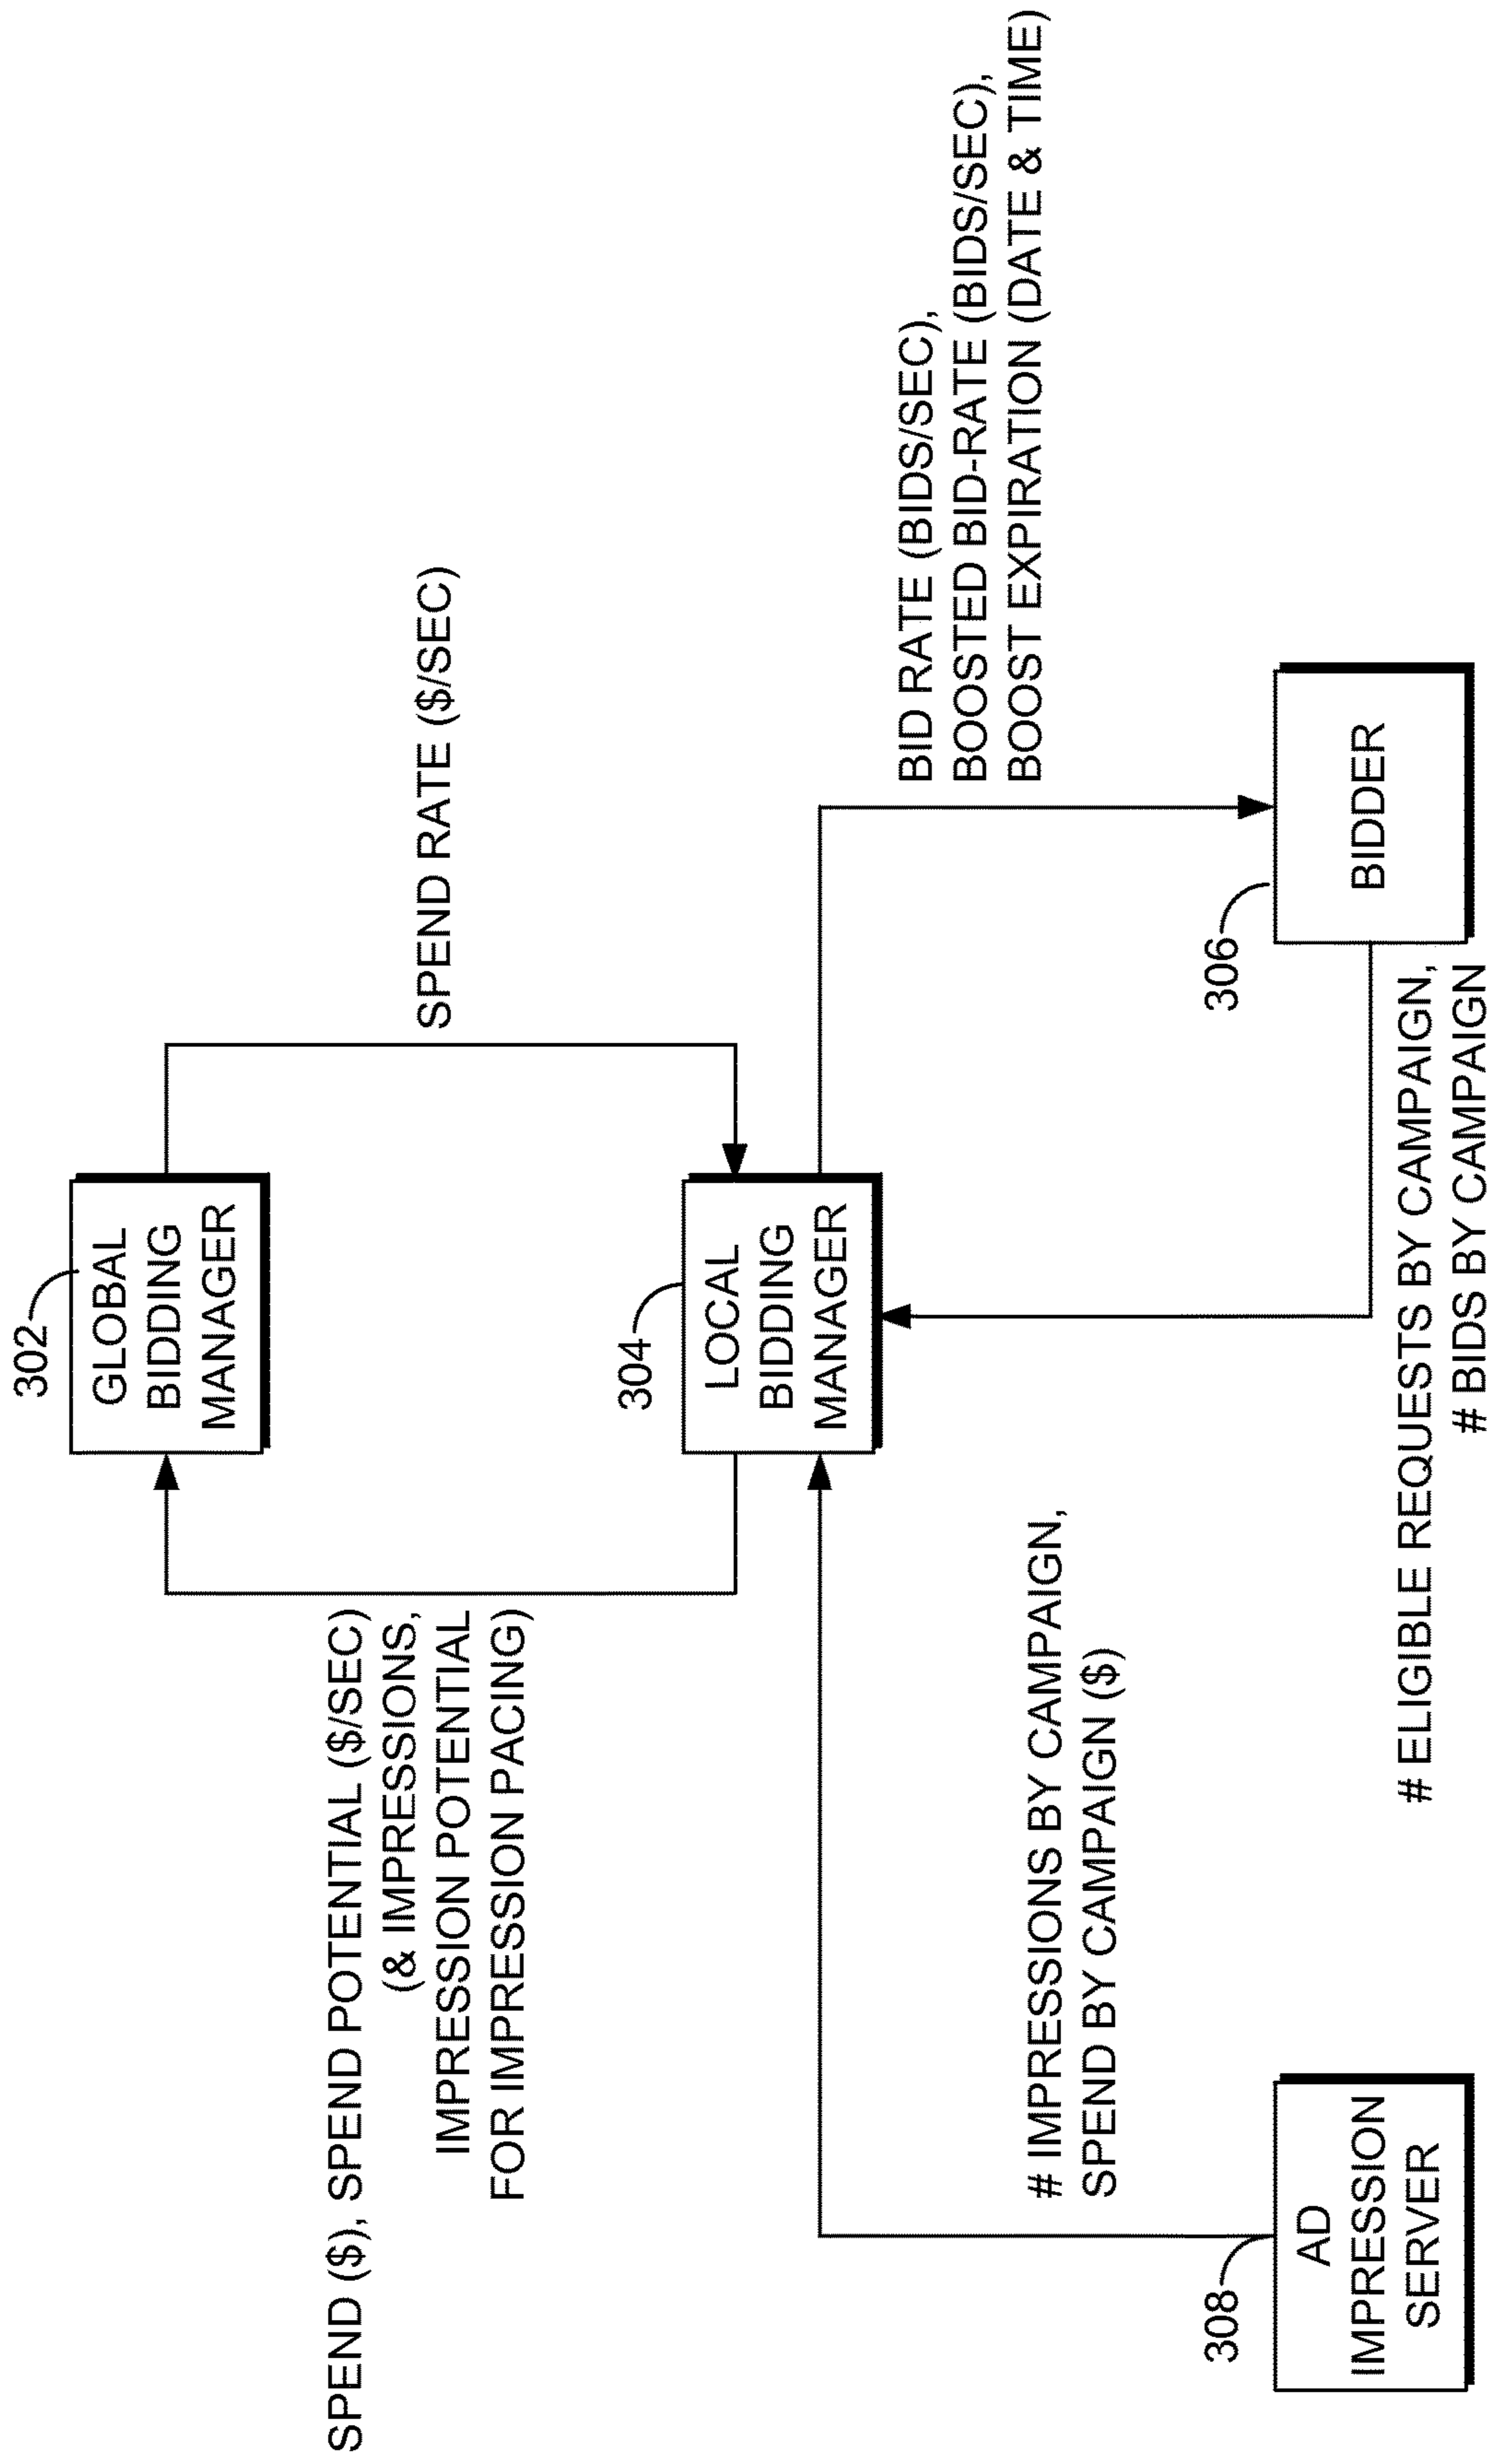 302
GLOBAL
BIDDING
MANAGER
SPEND ($), SPEND POTENTIAL ($/SEC)
(& IMPRESSIONS,
IMPRESSION POTENTIAL
FOR IMPRESSION PACING)
SPEND RATE ($/SEC)
304
LOCAL
BIDDING
MANAGER
BID RATE (BIDS/SEC),
BOOSTED BID-RATE (BIDS/SEC),
BOOST EXPIRATION (DATE & TIME)
# IMPRESSIONS BY CAMPAIGN,
SPEND BY CAMPAIGN ($)
308
AD
IMPRESSION
SERVER
306
BIDDER
# ELIGIBLE REQUESTS BY CAMPAIGN,
# BIDS BY CAMPAIGN